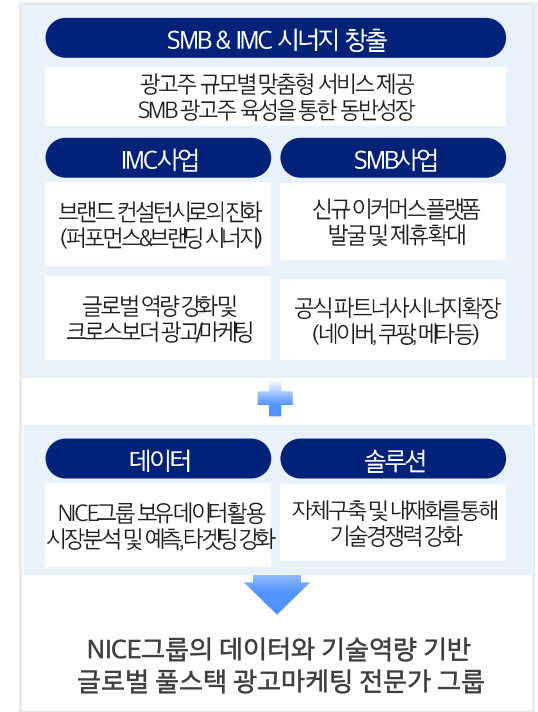 SMB & IMC 시너지 창출
광고주 규모별 맞춤형 서비스 제공
SMB 광고주 육성을 통한 동반성장
IMC사업
브랜드 컨설턴시로의 진화
(퍼포먼스&브랜딩 시너지)
글로벌 역량 강화 및
크로스보더 광고/마케팅
SMB사업
신규 이커머스 플랫폼
발굴 및 제휴 확대
공식 파트너사 시너지 확장
(네이버, 쿠팡, 메타 등)
데이터
NICE그룹 보유 데이터 활용
시장분석 및 예측, 타겟팅 강화
솔루션
자체구축 및 내재화를 통해
기술경쟁력 강화
NICE그룹의 데이터와 기술역량 기반
글로벌 풀스택 광고마케팅 전문가 그룹